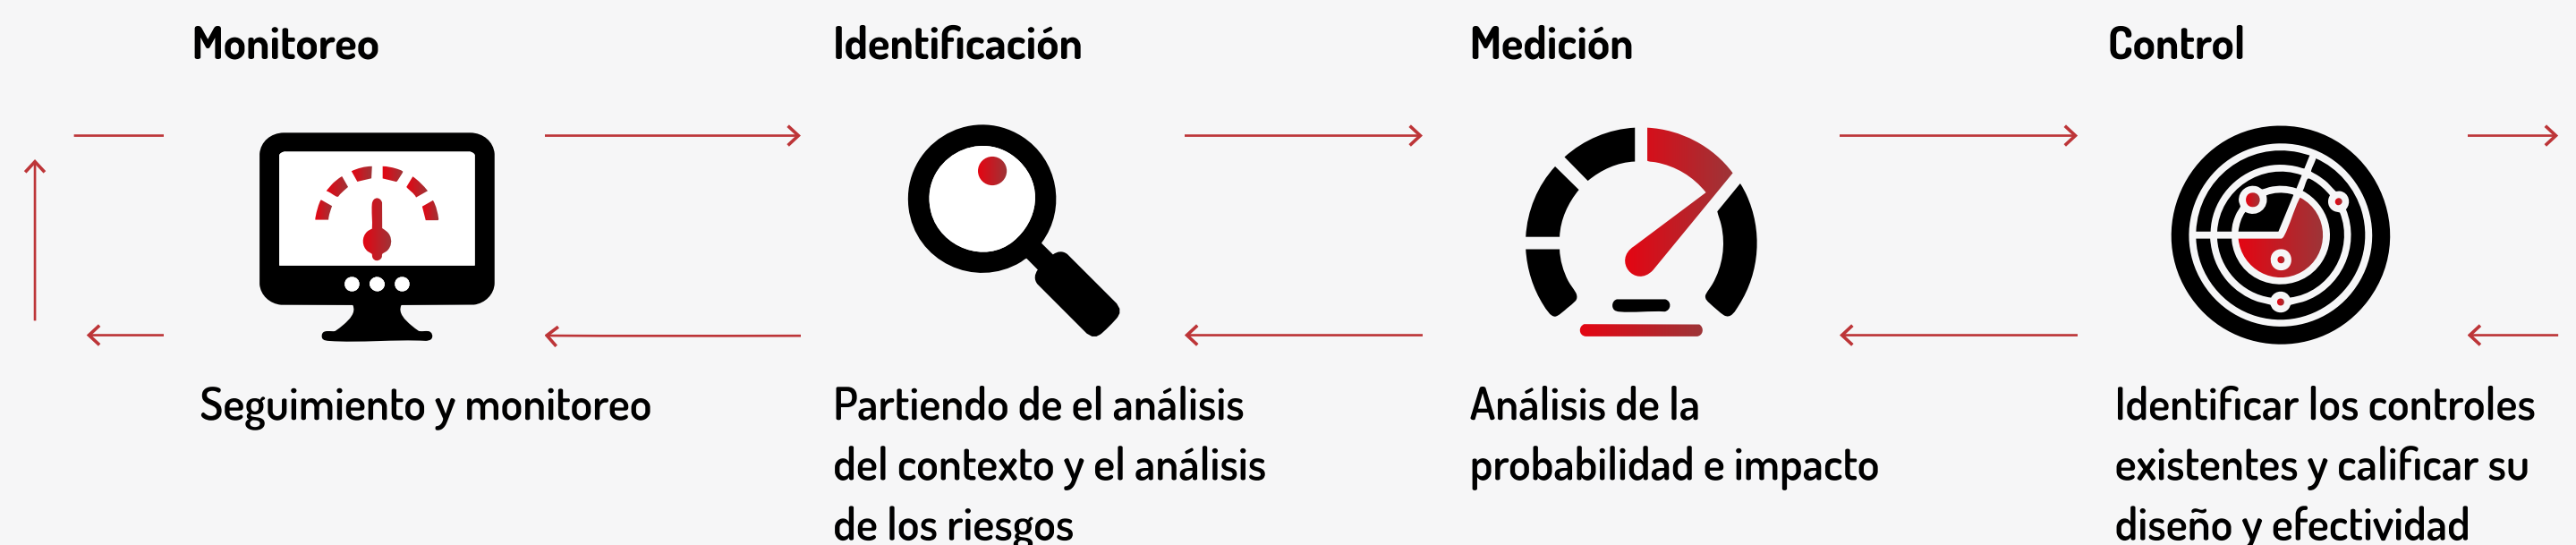 Monitoreo
Identificación
Medición
Control
Seguimiento y monitoreo
Partiendo de el análisis
del contexto y el análisis
de los riesgos
Análisis de la
probabilidad e impacto
Identificar los controles
existentes y calificar su
diseño y efectividad